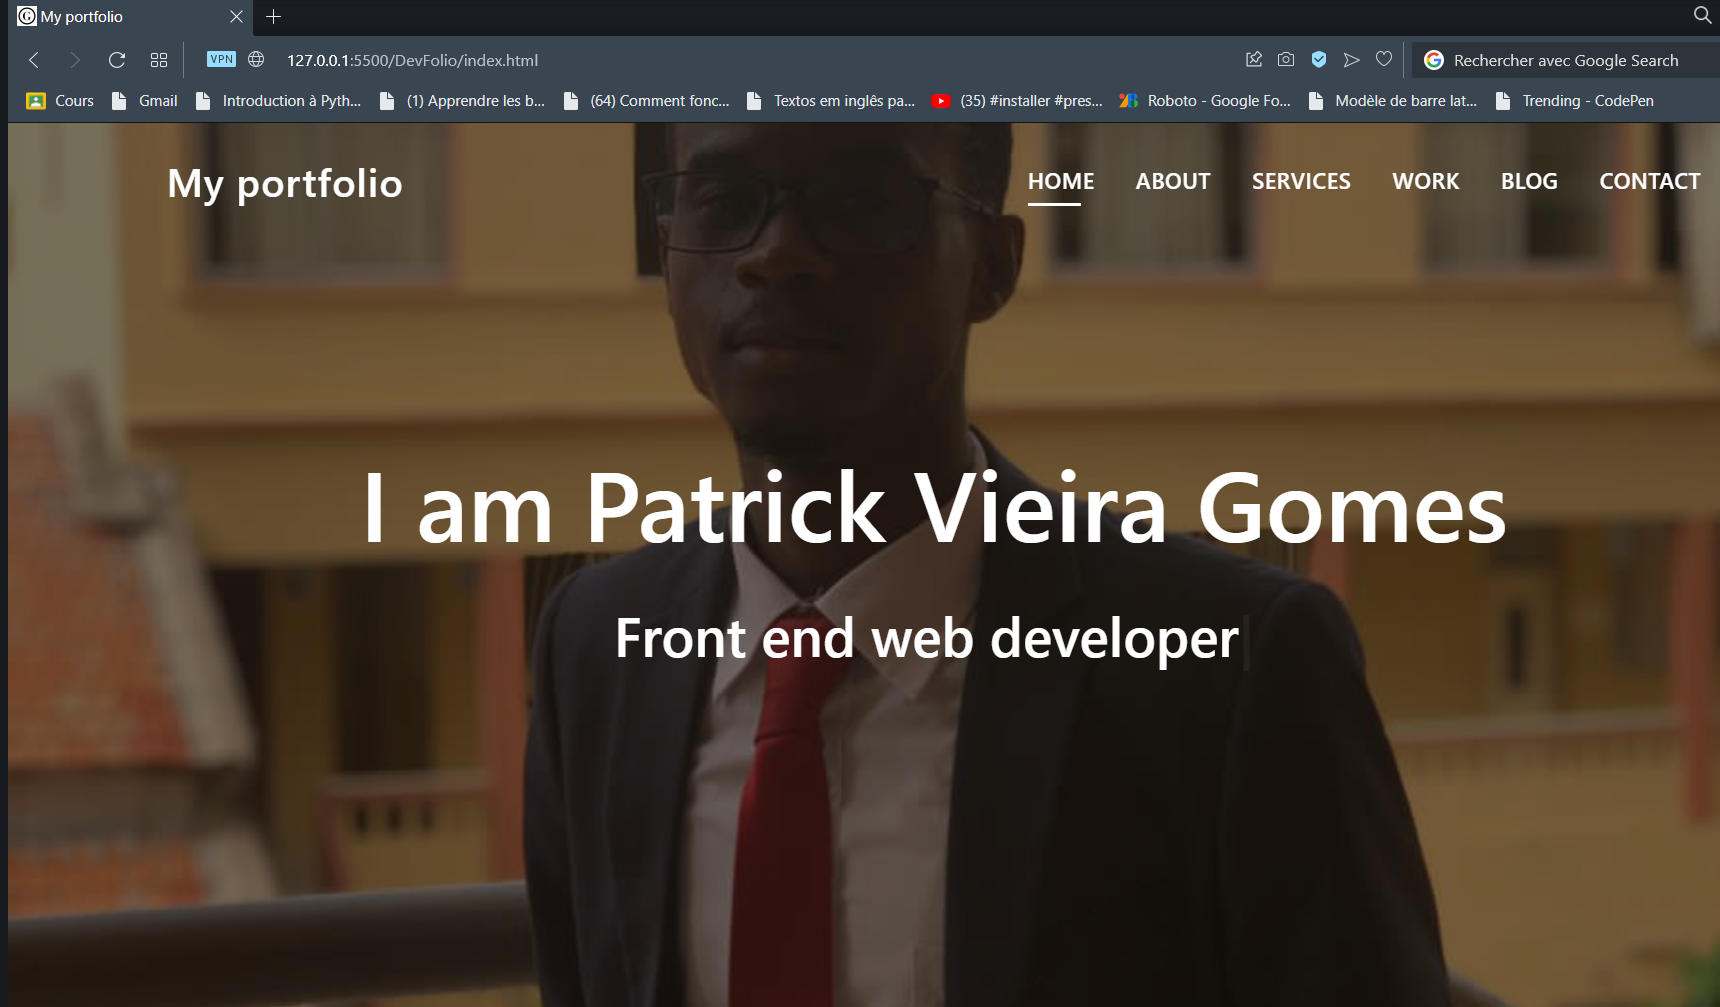 My portfolio
VPN
127.0.0.1:5500/DevFolio/index.html
Rechercher avec Google Search
Cours
Gmail
Introduction à Pyth...
(1) Apprendre les b...
(64) Comment fonc...
Textos em inglês pa...
(35) #installer #pres...
Roboto - Google Fo...
Modèle de barre lat...
Trending - CodePen
My portfolio
HOME
ABOUT
SERVICES
WORK
BLOG
CONTACT
I am Patrick Vieira Gomes
Front end web developer